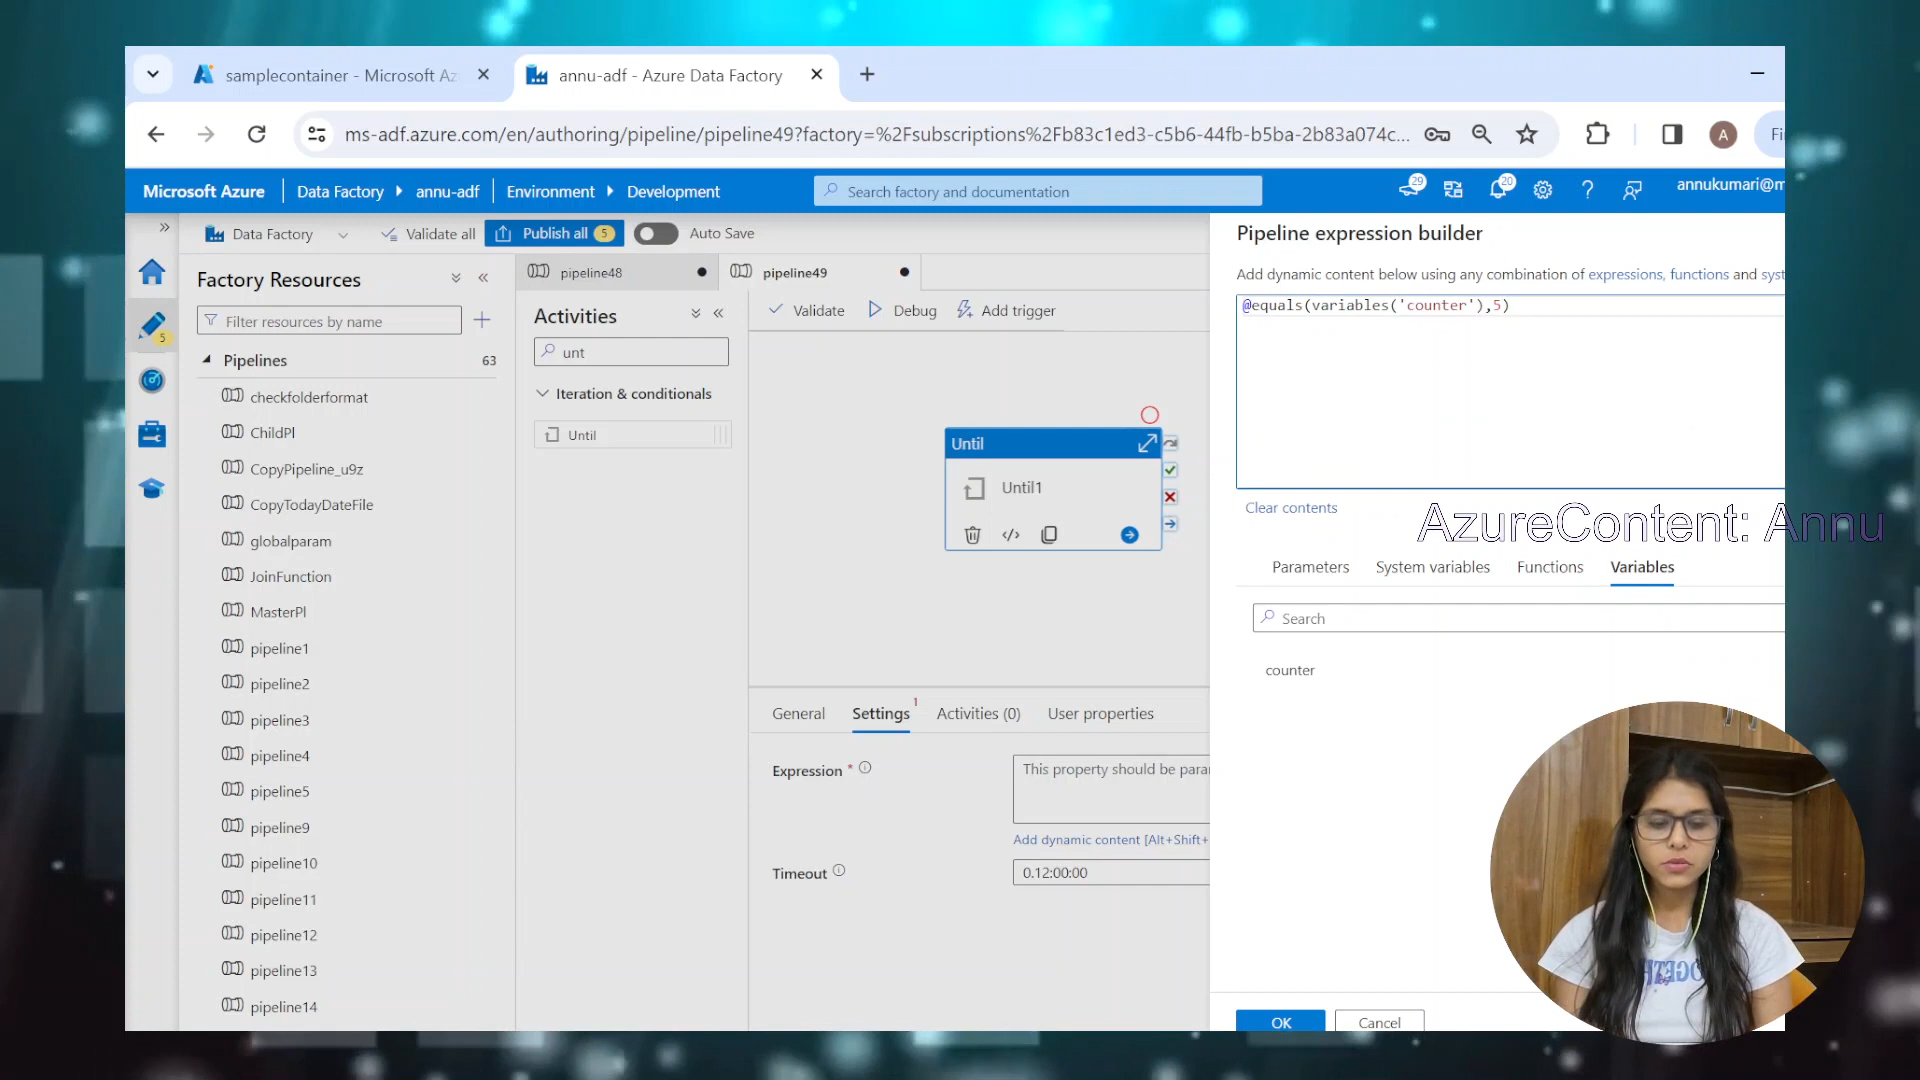 samplecontainer - Microsoft Az
annu-adf - Azure Data Factory
ms-adf.azure.com/en/authoring/pipeline/pipeline49?factory=%2Fsubscriptions%2Fb83c1ed3-c5b6-44fb-b5ba-2b83a074c...
A
Fi
Microsoft Azure
Data Factory
annu-adf
Environment
Development
Search factory and documentation
29
20
annukumari@m
Data Factory
Validate all
Publish all
5
Auto Save
Factory Resources
Filter resources by name
5
Pipelines
63
checkfolderformat
ChildPl
CopyPipeline_u9z
CopyTodayDateFile
globalparam
JoinFunction
MasterPl
pipeline1
pipeline2
pipeline3
pipeline4
pipeline5
pipeline9
pipeline10
pipeline11
pipeline12
pipeline13
pipeline14
pipeline48
pipeline49
Activities
unt
Iteration & conditionals
Until
Validate
Debug
Add trigger
Until
Until1
General
Settings
1
Activities (0)
User properties
Expression *
This property should be para
Add dynamic content [Alt+Shift+
Timeout
0.12:00:00
Pipeline expression builder
Add dynamic content below using any combination of expressions, functions and syst
@equals(variables('counter'),5)
Clear contents
AzureContent: Annu
Parameters
System variables
Functions
Variables
Search
counter
OK
Cancel